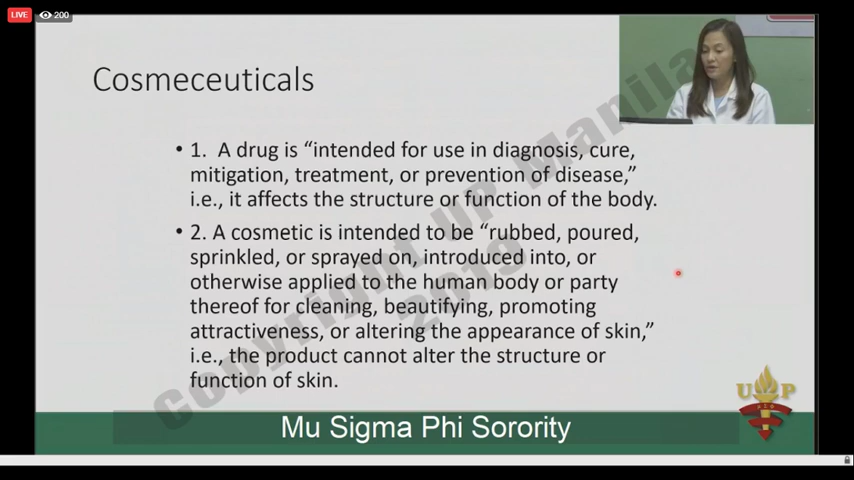 LIVE 200
Cosmeceuticals
• 1. A drug is “intended for use in diagnosis, cure,
mitigation, treatment, or prevention of disease,”
i.e., it affects the structure or function of the body.
• 2. A cosmetic is intended to be “rubbed, poured,
sprinkled, or sprayed on, introduced into, or
otherwise applied to the human body or party
thereof for cleaning, beautifying, promoting
attractiveness, or altering the appearance of skin,”
i.e., the product cannot alter the structure or
function of skin.
Copyright UP Manila
2019
U P
ΜΣΦ
Mu Sigma Phi Sorority